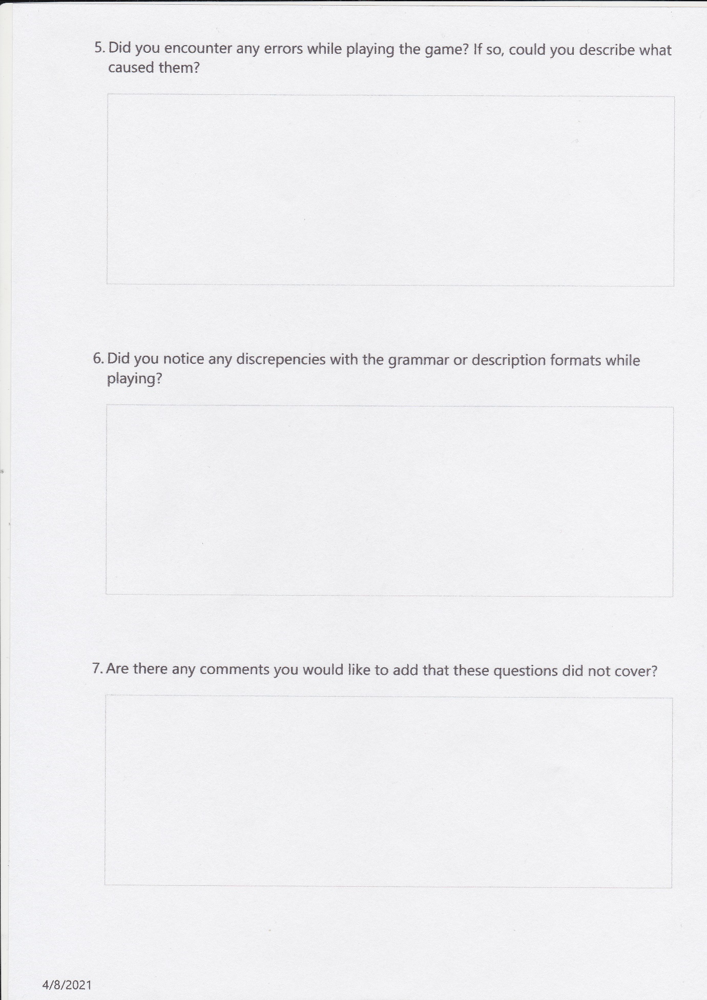 5. Did you encounter any errors while playing the game? If so, could you describe what
caused them?
6. Did you notice any discrepencies with the grammar or description formats while
playing?
7. Are there any comments you would like to add that these questions did not cover?
4/8/2021